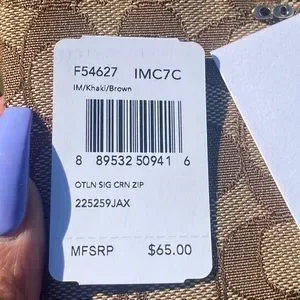 F54627 IMC7C
IM/Khaki/Brown
8 89532 50941 6
OTLN SIG CRN ZIP
225259JAX
MFSRP $65.00